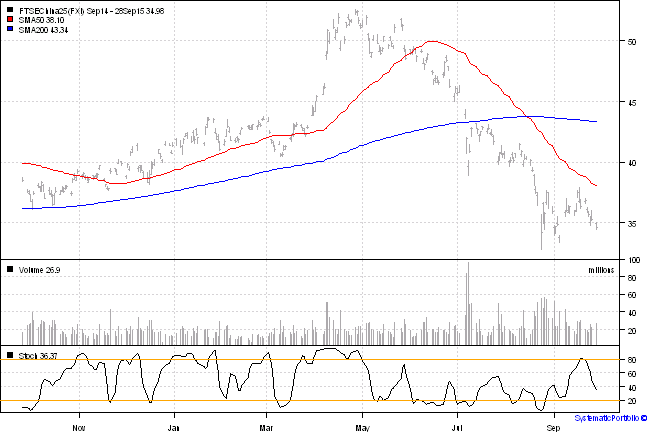 FTSEChina25(FXI) Sep14 - 28Sep15 34.98
SMA50 38.10
SMA200 43.34
50
45
40
35
100
Volume 26.9
millions
80
60
40
20
Stoch 36.37
80
60
40
20
Nov Jan Mar May Jul Sep
SystematicPortfolio ©